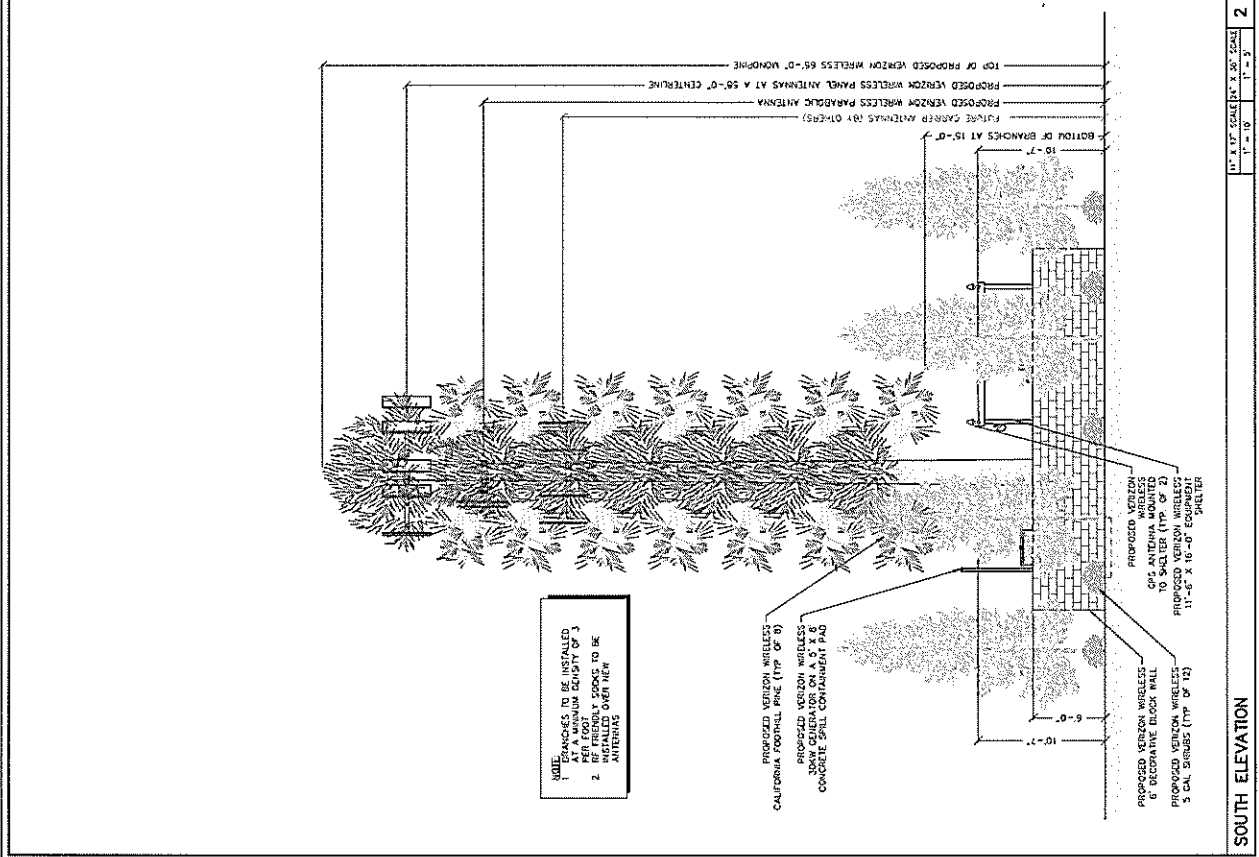 TOP OF PROPOSED VERIZON WIRELESS 65'-0" MONOPINE
PROPOSED VERIZON WIRELESS PANEL ANTENNAS AT A 58'-0" CENTERLINE
PROPOSED VERIZON WIRELESS PARABOLIC ANTENNA
FUTURE CARRIER ANTENNAS (BY OTHERS)
BOTTOM OF BRANCHES AT 15'-0"
10'-7"
NOTE
1 BRANCHES TO BE INSTALLED
AT A MINIMUM DENSITY OF 3
PER FOOT
2. RF FRIENDLY SOCKS TO BE
INSTALLED OVER NEW
ANTENNAS
PROPOSED VERIZON WIRELESS
CALIFORNIA FOOTHILL PINE (TYP OF 8)
PROPOSED VERIZON WIRELESS
30KW GENERATOR ON A 5' X 6'
CONCRETE SPILL CONTAINMENT PAD
10'-7"
6'-0"
PROPOSED VERIZON WIRELESS
6' DECORATIVE BLOCK WALL
PROPOSED VERIZON WIRELESS
5 GAL SHRUBS (TYP OF 12)
PROPOSED VERIZON
WIRELESS
GPS ANTENNA MOUNTED
TO SHELTER (TYP. OF 2)
PROPOSED VERIZON WIRELESS
11'-6" X 16'-0" EQUIPMENT
SHELTER
SOUTH ELEVATION
11" X 17" SCALE
1" = 10'
24" X 36" SCALE
1" = 5'
2